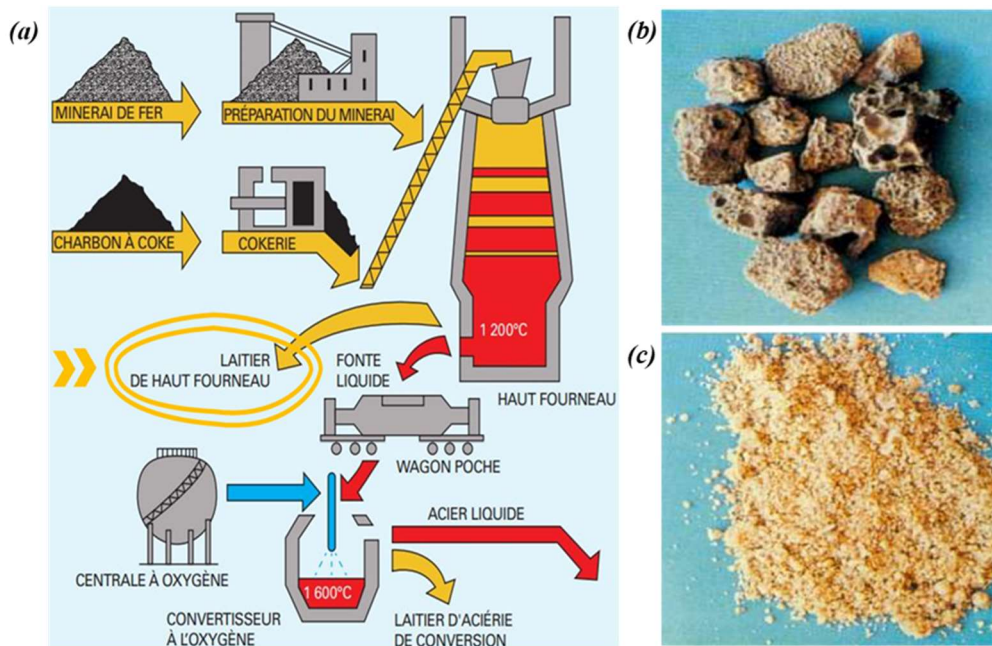 (a)
MINERAI DE FER
PRÉPARATION DU MINERAI
CHARBON À COKE
COKERIE
1 200°C
LAITIER
DE HAUT FOURNEAU
FONTE
LIQUIDE
HAUT FOURNEAU
WAGON POCHE
CENTRALE À OXYGÈNE
ACIER LIQUIDE
1 600°C
CONVERTISSEUR
À L'OXYGÈNE
LAITIER D'ACIÉRIE
DE CONVERSION
(b)
(c)